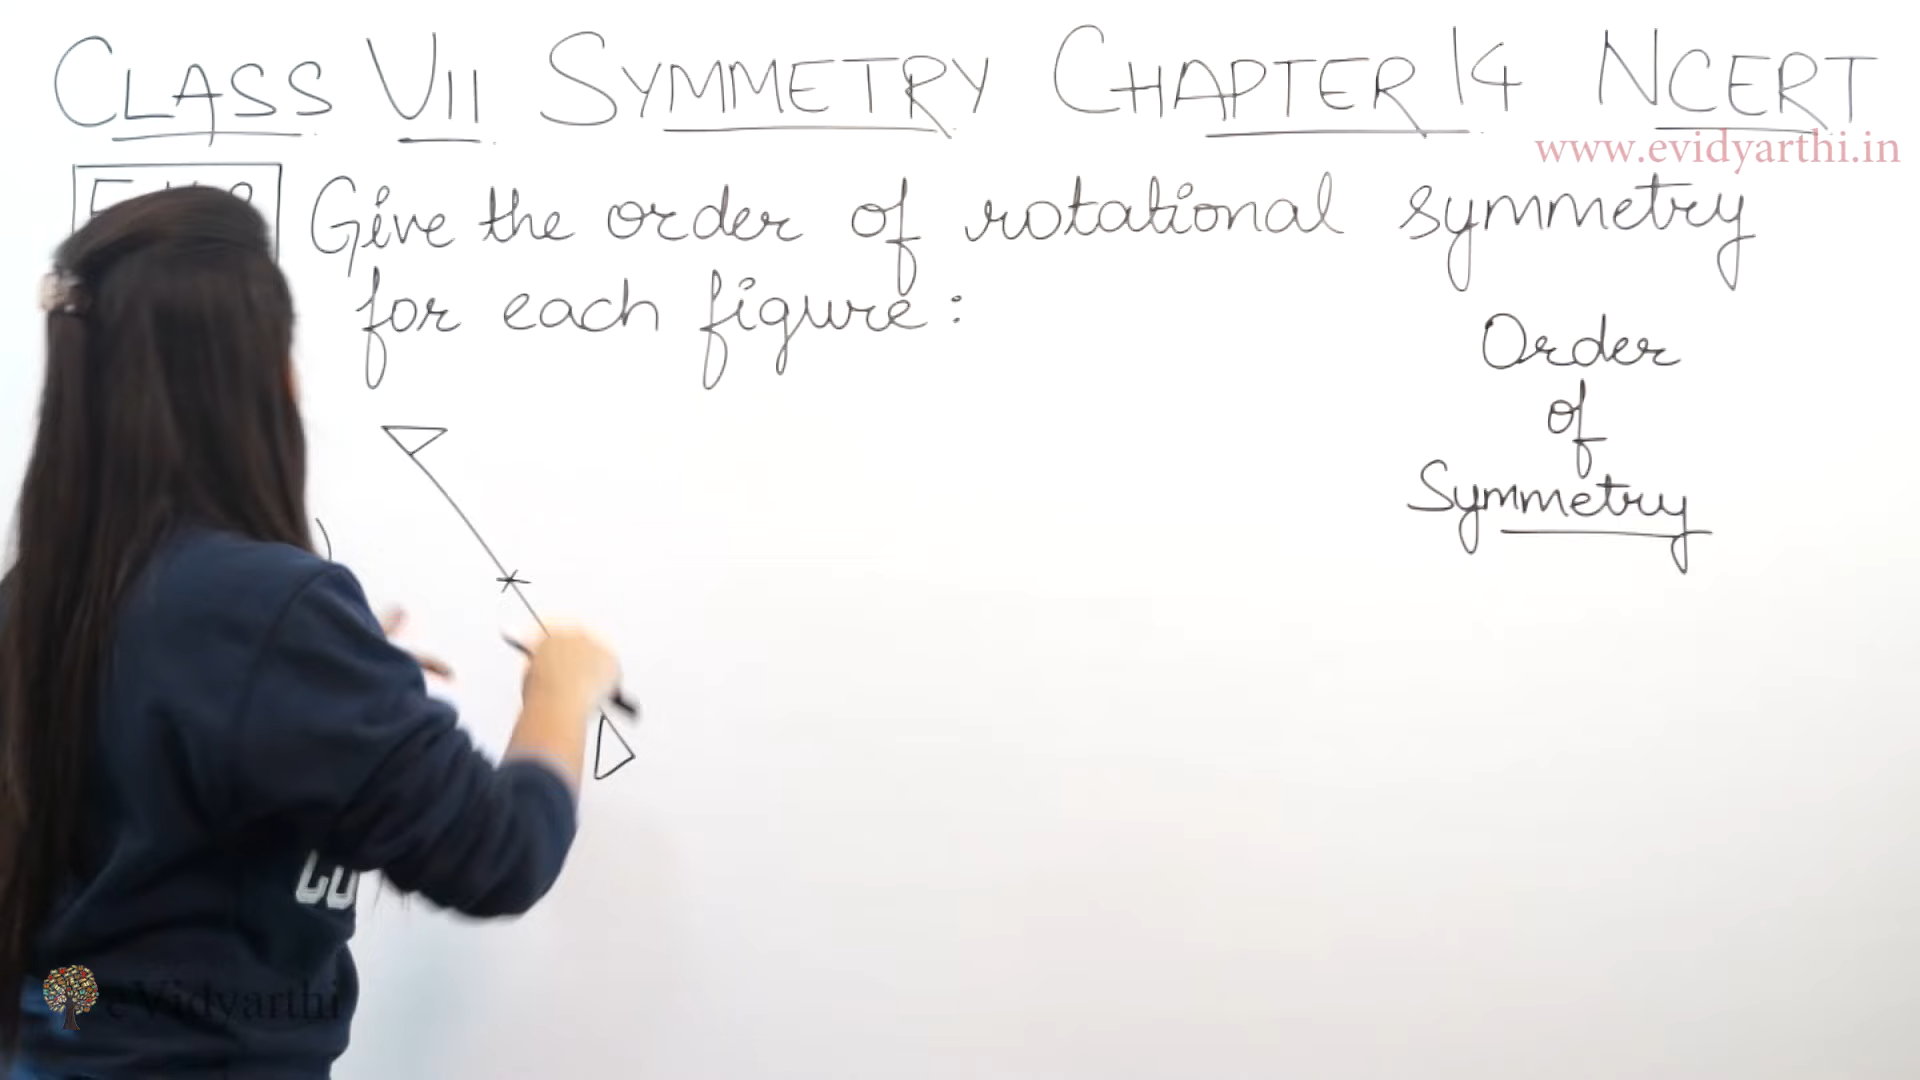 CLASS VII SYMMETRY CHAPTER 14 NCERT
www.evidyarthi.in
Give the order of rotational symmetry
for each figure:
Order
of
Symmetry
eVidyarthi